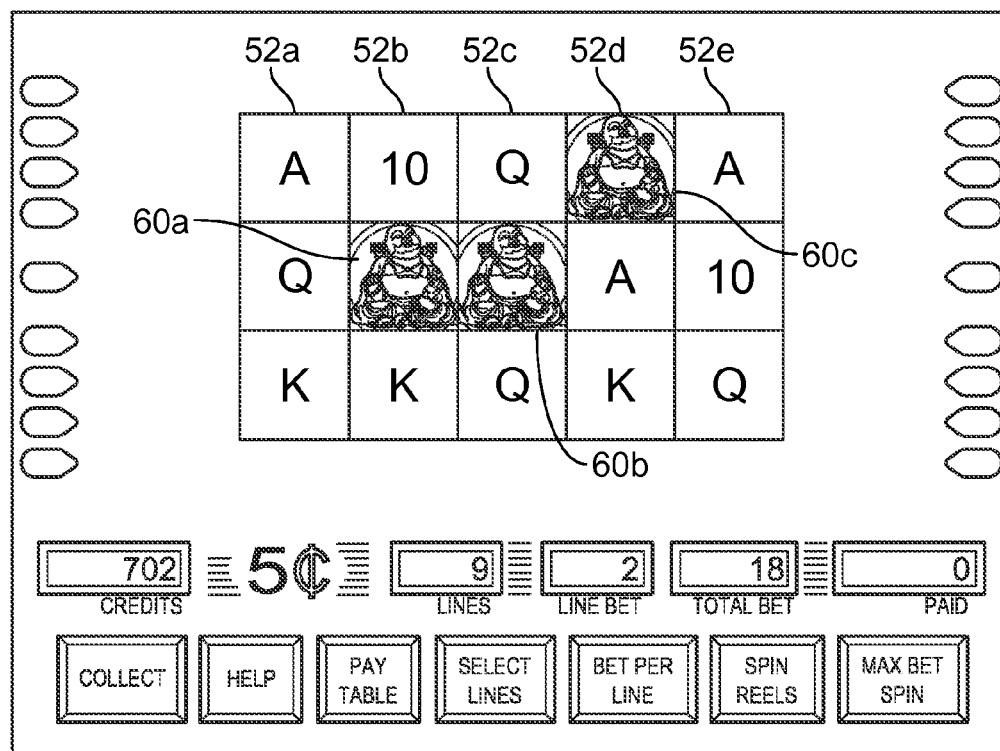 52a 52b 52c 52d 52e
A 10 Q A
60a
60c
Q A 10
K K Q K Q
60b
702 5¢ 9 2 18 0
CREDITS LINES LINE BET TOTAL BET PAID
COLLECT HELP PAY TABLE SELECT LINES BET PER LINE SPIN REELS MAX BET SPIN